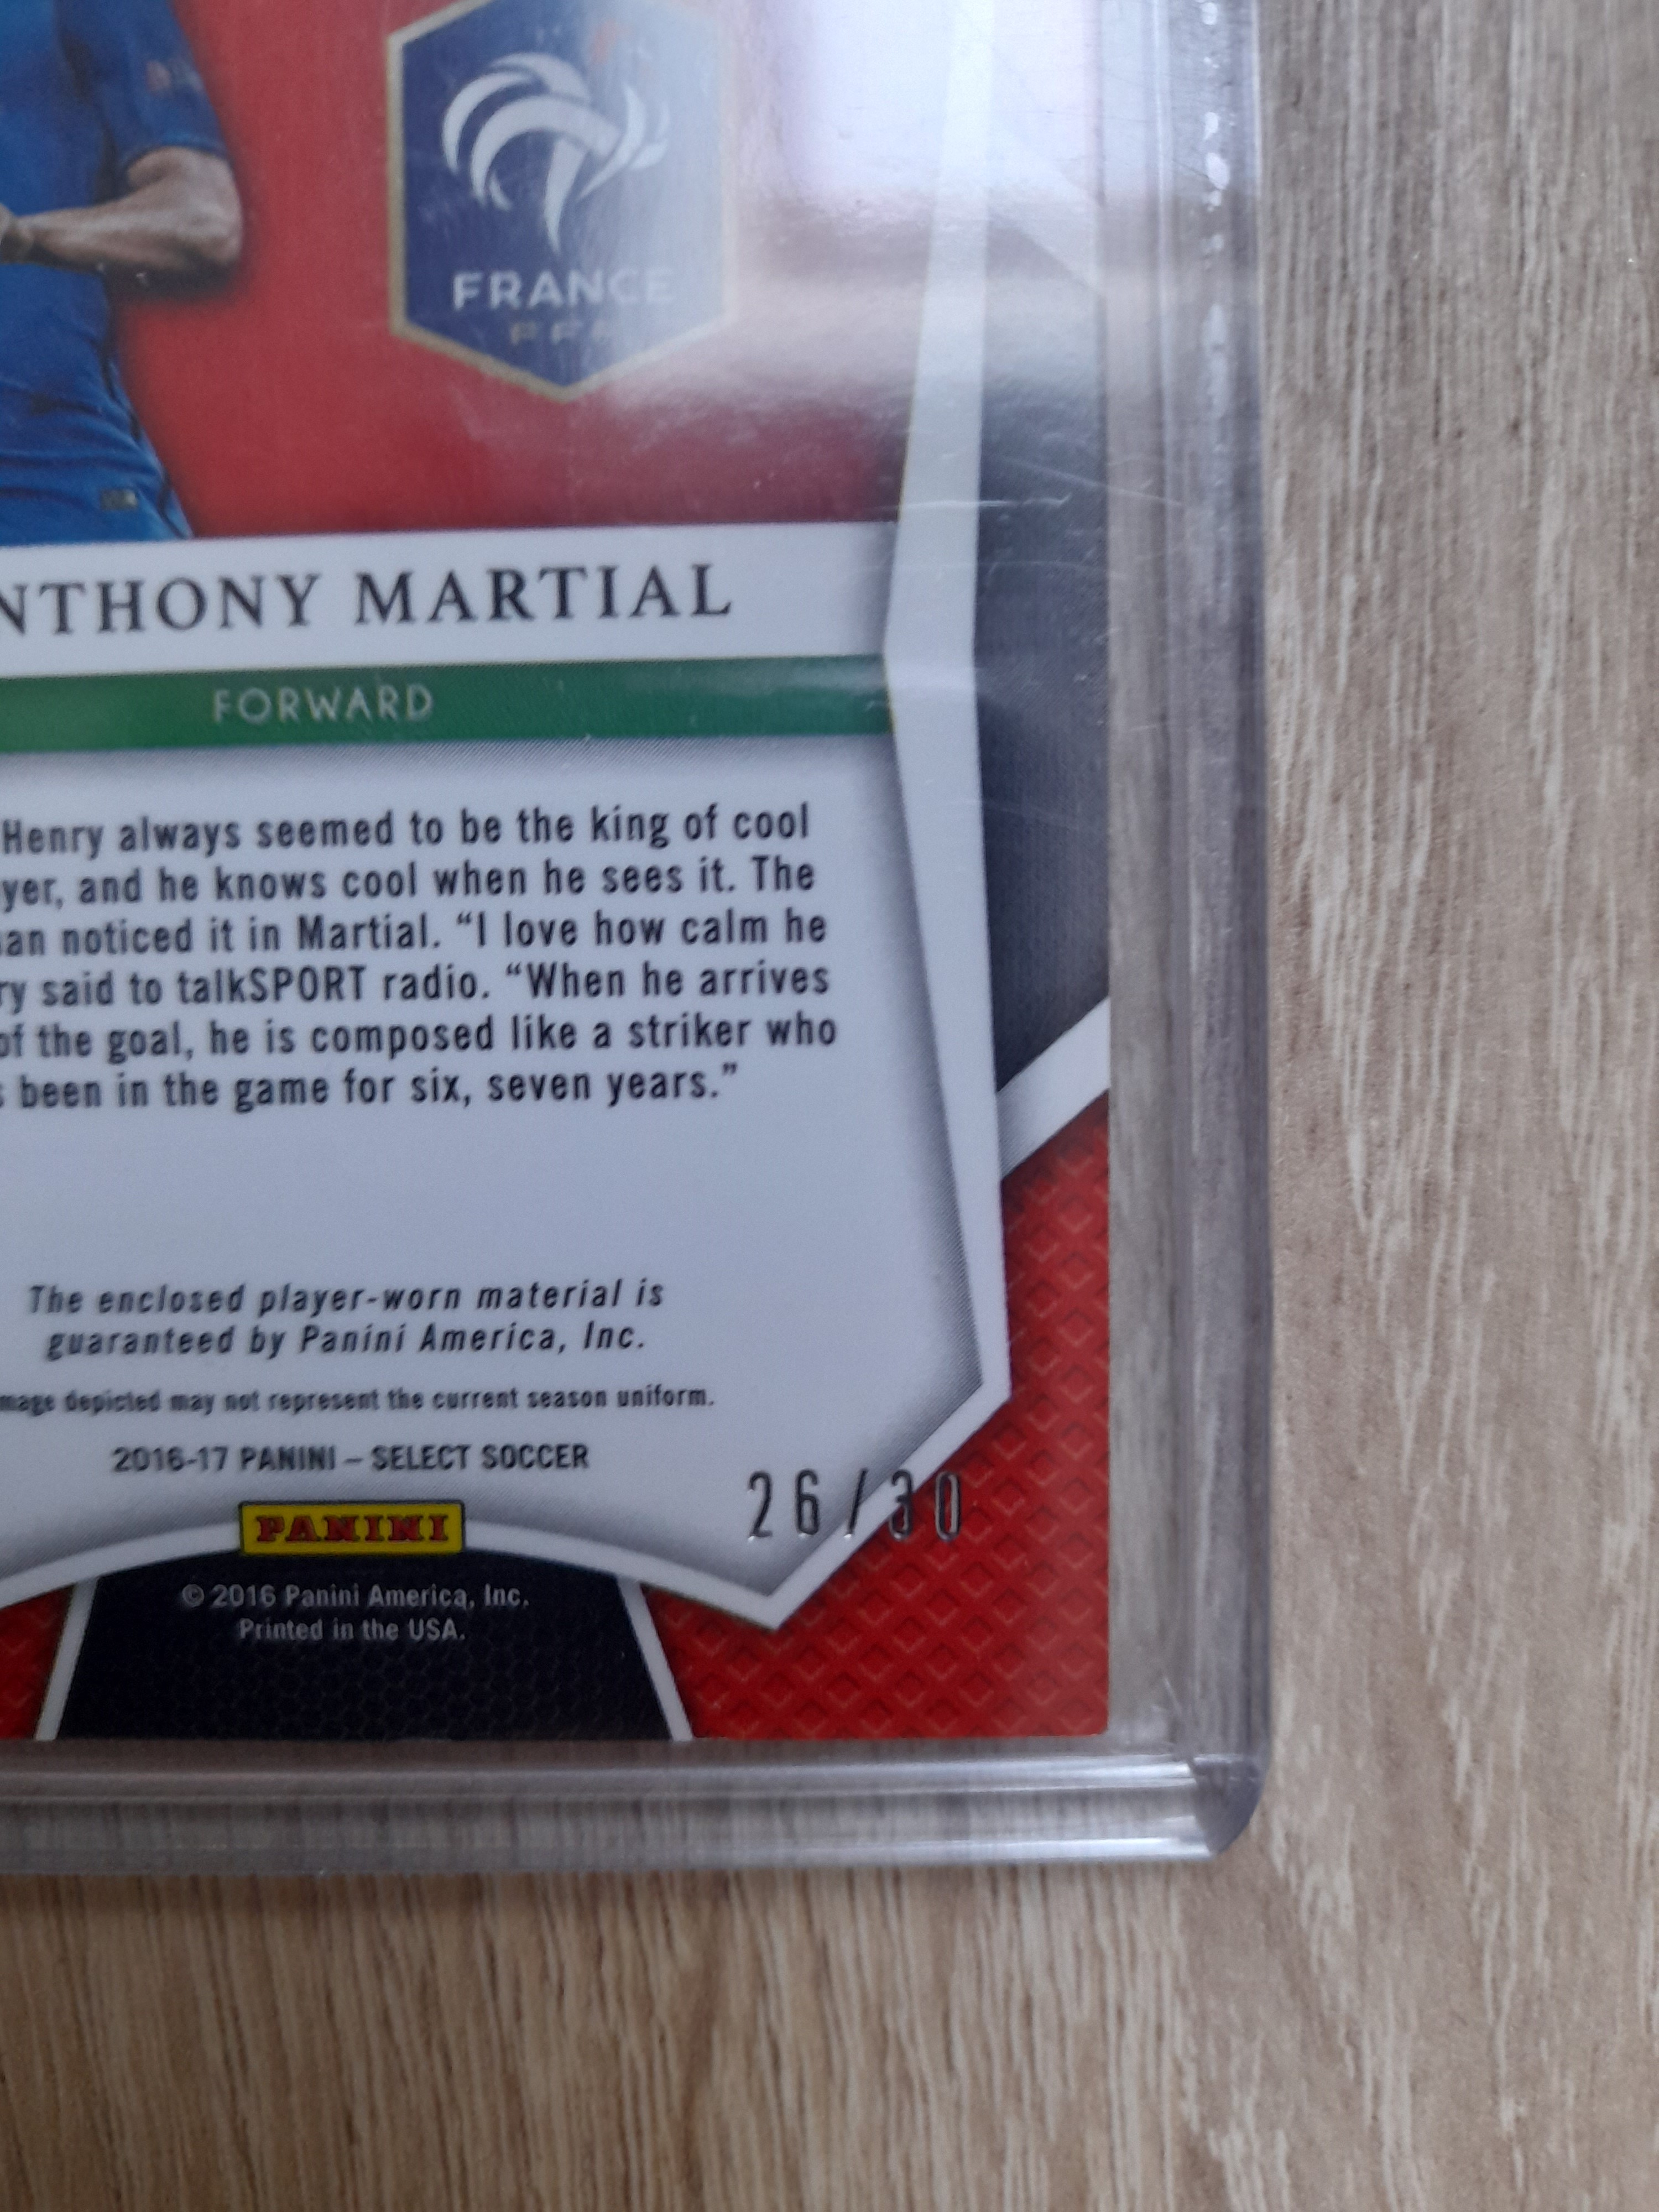 FRANCE
FFF
NTHONY MARTIAL
FORWARD
Henry always seemed to be the king of cool
yer, and he knows cool when he sees it. The
an noticed it in Martial. “I love how calm he
ry said to talkSPORT radio. “When he arrives
of the goal, he is composed like a striker who
s been in the game for six, seven years.”
The enclosed player-worn material is
guaranteed by Panini America, Inc.
mage depicted may not represent the current season uniform.
2016-17 PANINI – SELECT SOCCER
26/30
PANINI
© 2016 Panini America, Inc.
Printed in the USA.